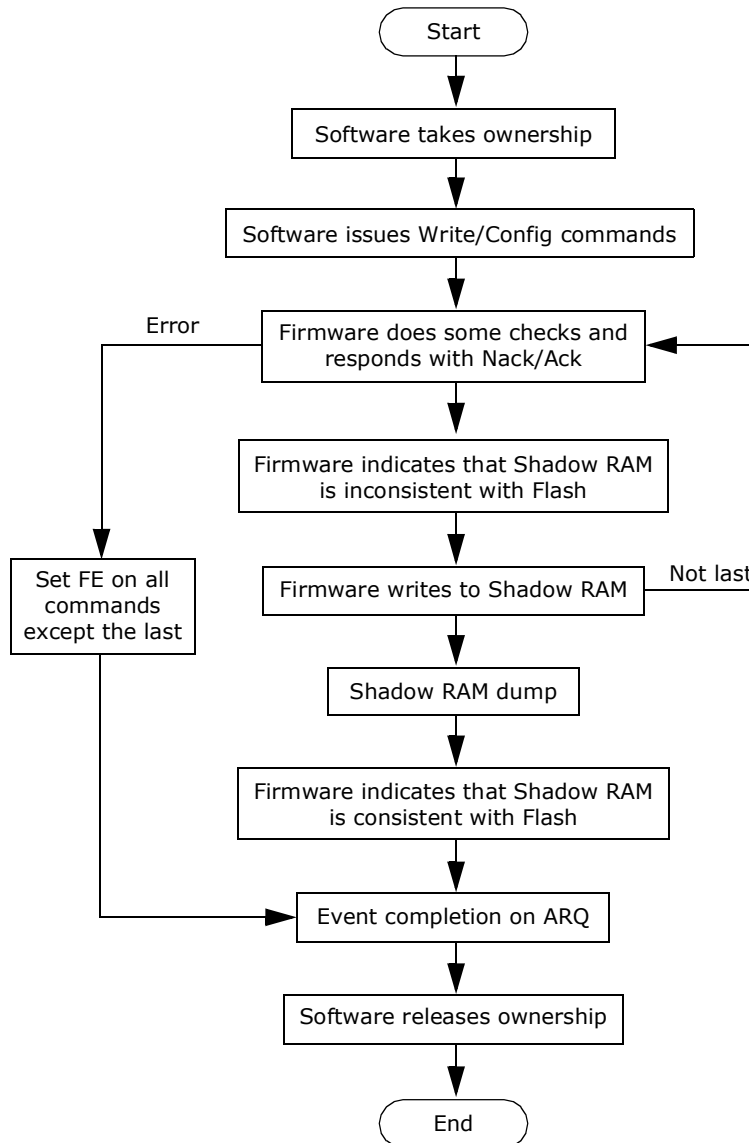 Start
Software takes ownership
Software issues Write/Config commands
Error
Firmware does some checks and
responds with Nack/Ack
Firmware indicates that Shadow RAM
is inconsistent with Flash
Set FE on all
commands
except the last
Firmware writes to Shadow RAM
Not last
Shadow RAM dump
Firmware indicates that Shadow RAM
is consistent with Flash
Event completion on ARQ
Software releases ownership
End